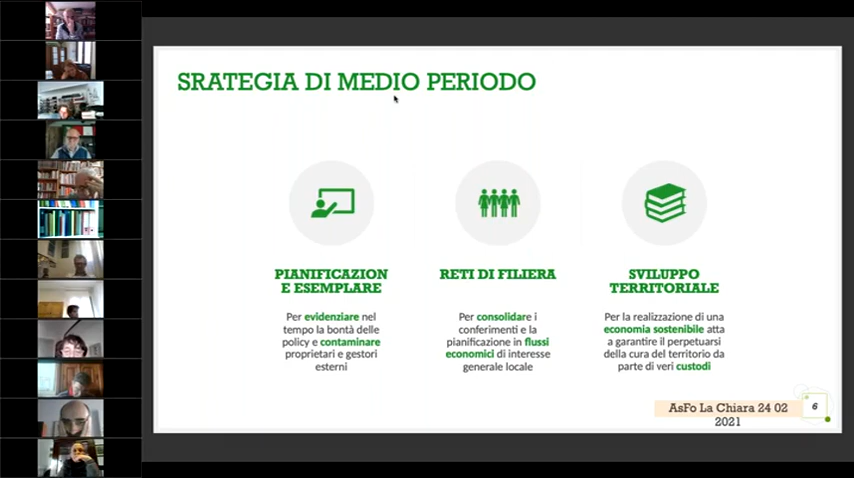 SRATEGIA DI MEDIO PERIODO
PIANIFICAZION
E ESEMPLARE
Per evidenziare nel
tempo la bontà delle
policy e contaminare
proprietari e gestori
esterni
RETI DI FILIERA
Per consolidare i
conferimenti e la
pianificazione in flussi
economici di interesse
generale locale
SVILUPPO
TERRITORIALE
Per la realizzazione di una
economia sostenibile atta
a garantire il perpetuarsi
della cura del territorio da
parte di veri custodi
AsFo La Chiara 24 02
2021
6